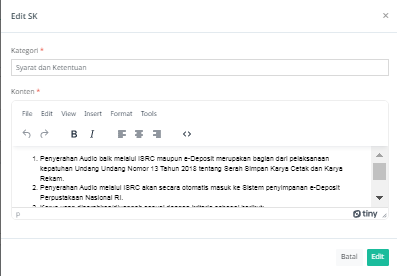 Edit SK
×
Kategori *
Syarat dan Ketentuan
Konten *
File Edit View Insert Format Tools
B I
1. Penyerahan Audio baik melalui ISRC maupun e-Deposit merupakan bagian dari pelaksanaan
kepatuhan Undang Undang Nomor 13 Tahun 2018 tentang Serah Simpan Karya Cetak dan Karya
Rekam.
2. Penyerahan Audio melalui ISRC akan secara otomatis masuk ke Sistem penyimpanan e-Deposit
Perpustakaan Nasional RI.
p
tiny
Batal Edit